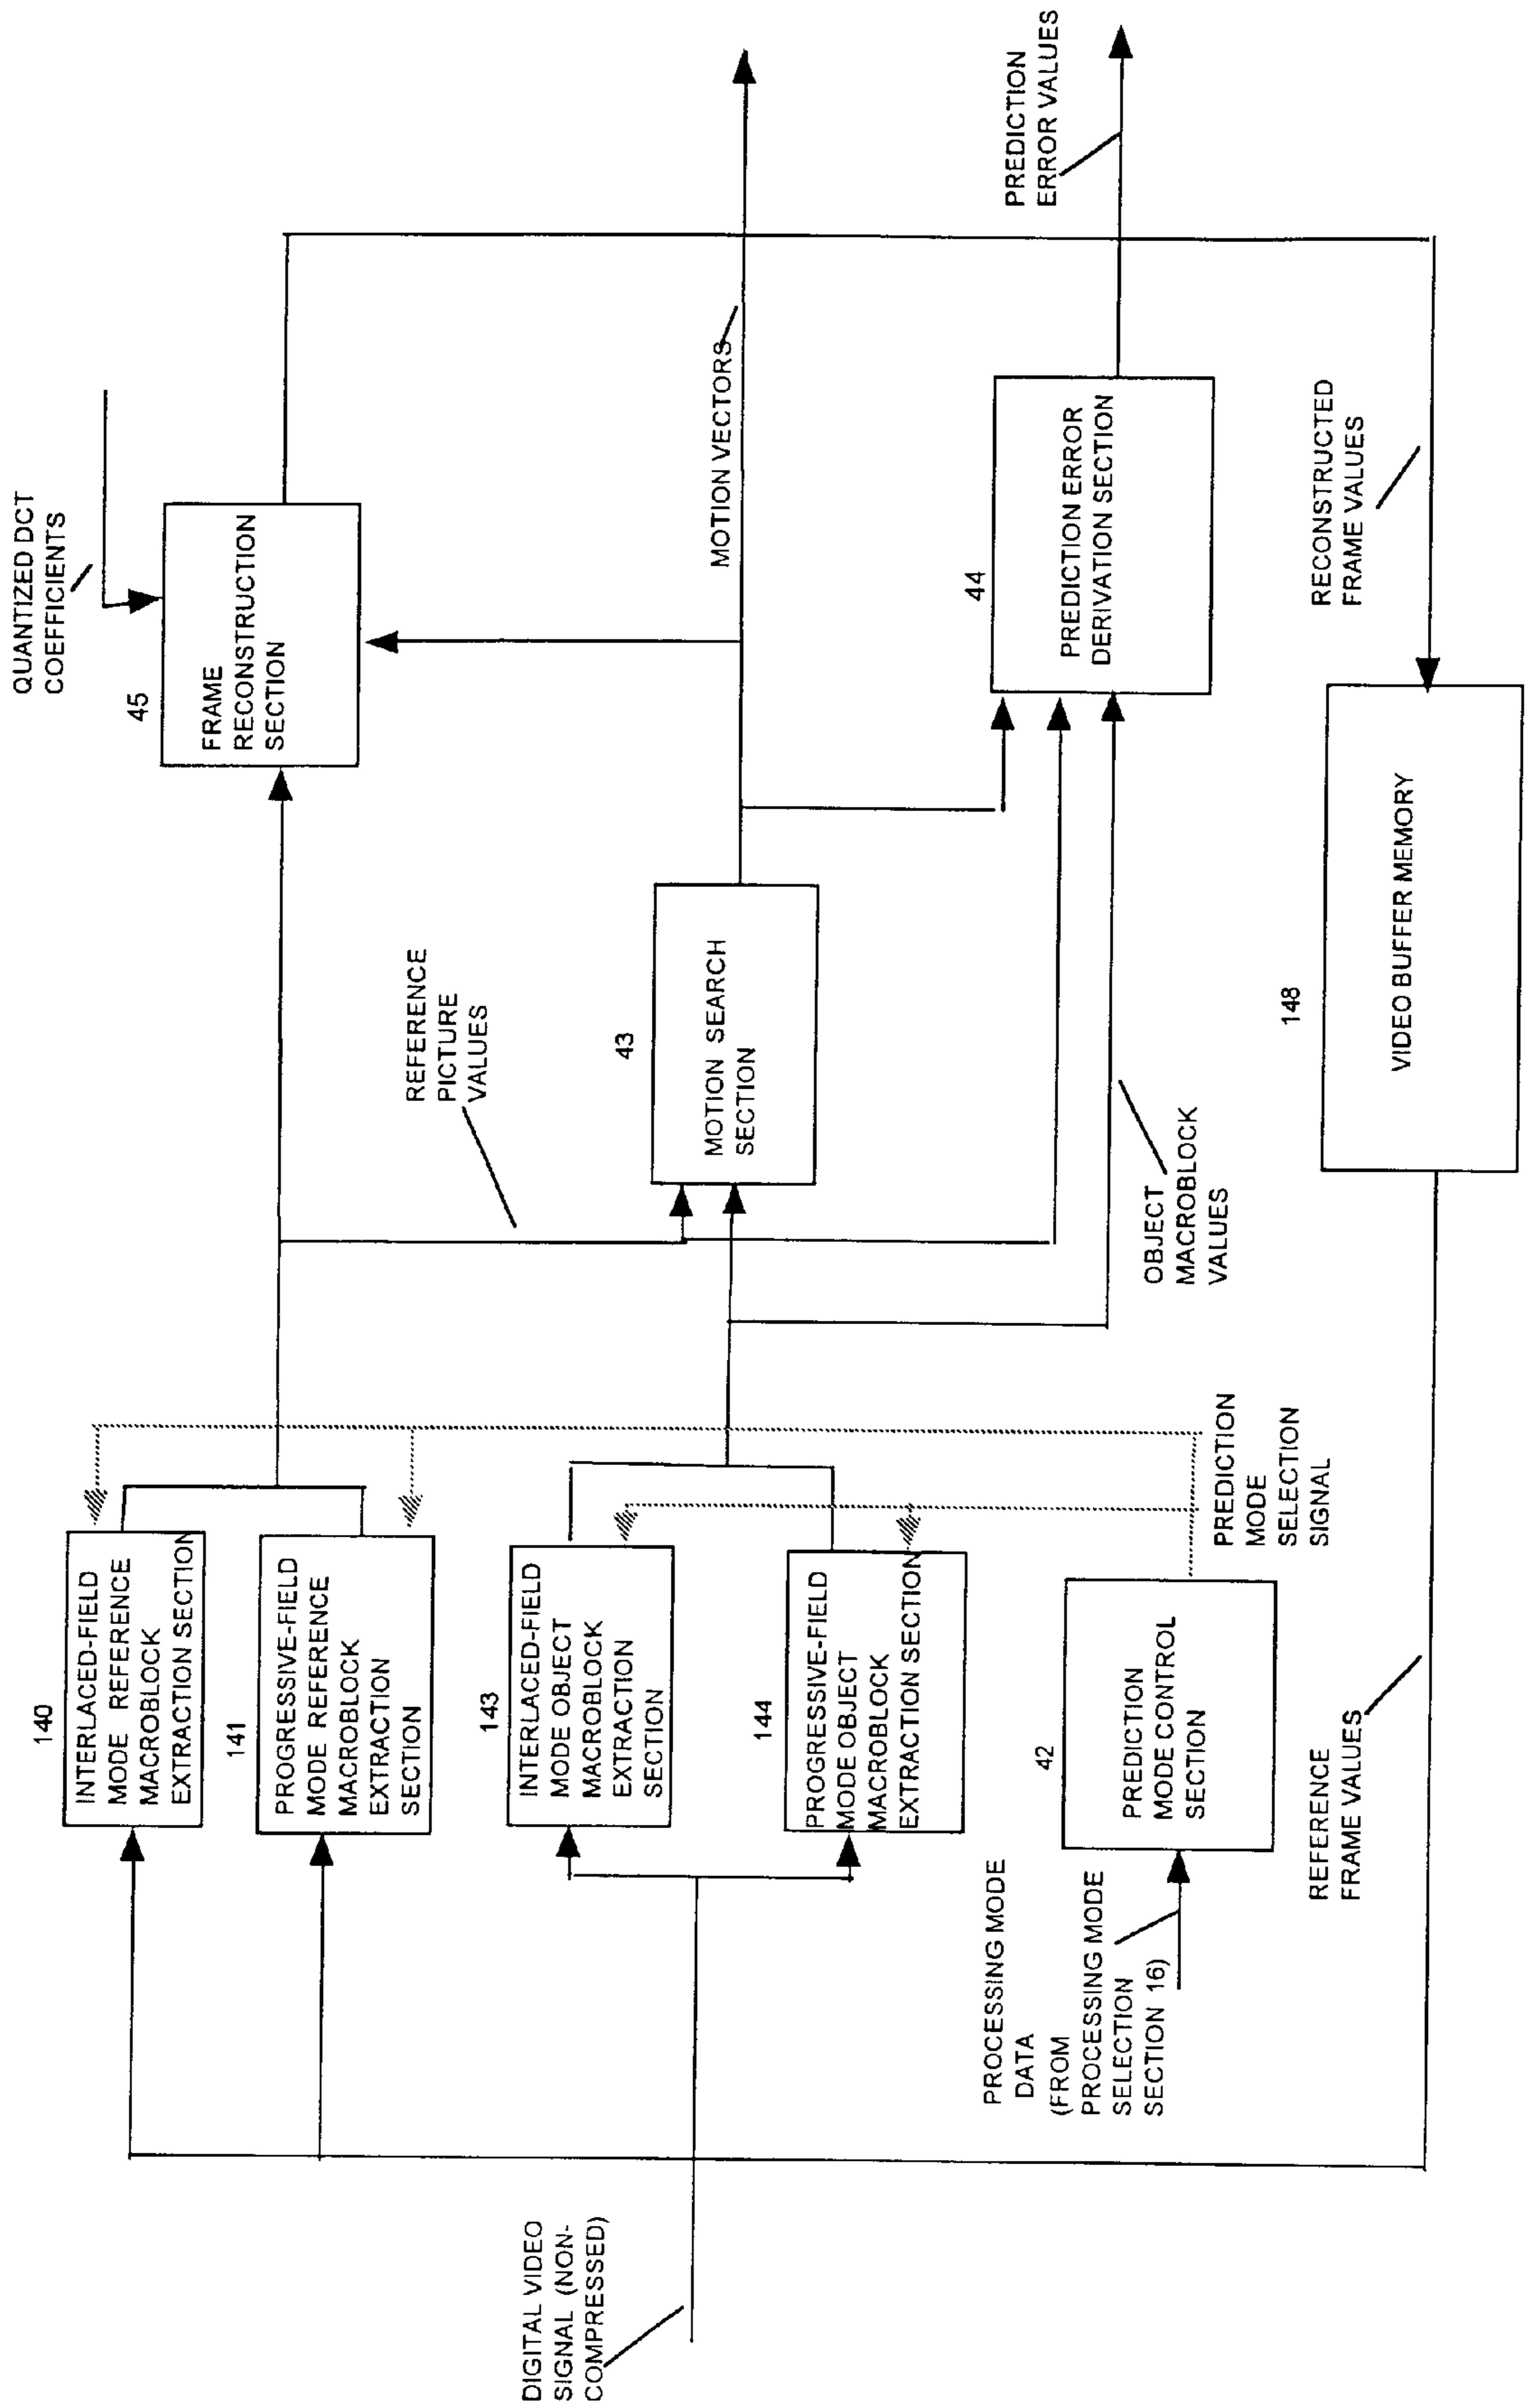 QUANTIZED DCT
COEFFICIENTS
45
FRAME
RECONSTRUCTION
SECTION
140
INTERLACED-FIELD
MODE REFERENCE
MACROBLOCK
EXTRACTION SECTION
141
PROGRESSIVE-FIELD
MODE REFERENCE
MACROBLOCK
EXTRACTION
SECTION
REFERENCE
PICTURE
VALUES
143
INTERLACED-FIELD
MODE OBJECT
MACROBLOCK
EXTRACTION
SECTION
43
MOTION SEARCH
SECTION
MOTION VECTORS
DIGITAL VIDEO
SIGNAL (NON-
COMPRESSED)
144
PROGRESSIVE-FIELD
MODE OBJECT
MACROBLOCK
EXTRACTION SECTION
44
PREDICTION ERROR
DERIVATION SECTION
PREDICTION
ERROR VALUES
PROCESSING MODE
DATA
(FROM
PROCESSING MODE
SELECTION
SECTION 16)
42
PREDICTION
MODE CONTROL
SECTION
OBJECT
MACROBLOCK
VALUES
PREDICTION
MODE
SELECTION
SIGNAL
REFERENCE
FRAME VALUES
148
VIDEO BUFFER MEMORY
RECONSTRUCTED
FRAME VALUES